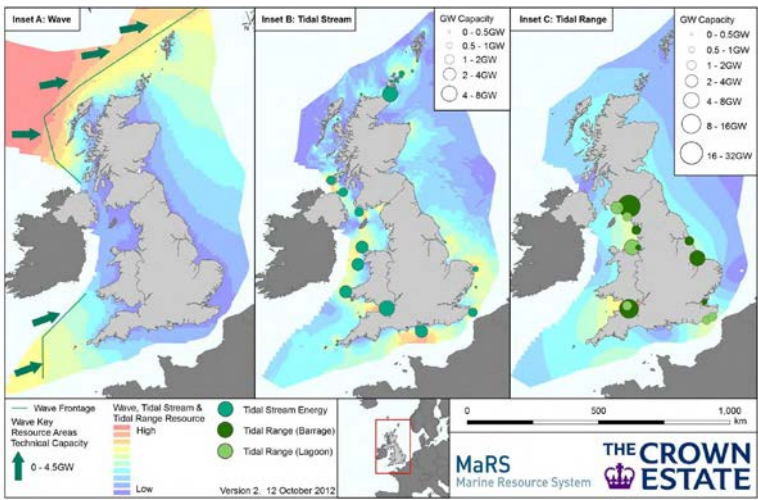 Inset A: Wave
N
Inset B: Tidal Stream
GW Capacity
0 - 0.5GW
0.5 - 1GW
1 - 2GW
2 - 4GW
4 - 8GW
Inset C: Tidal Range
GW Capacity
0 - 0.5GW
0.5 - 1GW
1 - 2GW
2 - 4GW
4 - 8GW
8 - 16GW
16 - 32GW
Wave Frontage
Wave Key
Resource Areas
Technical Capacity
0 - 4.5GW
Wave, Tidal Stream &
Tidal Range Resource
High
Low
Tidal Stream Energy
Tidal Range (Barrage)
Tidal Range (Lagoon)
Version 2. 12 October 2012
0 500 1,000
km
MaRS
Marine Resource System
THE CROWN
ESTATE